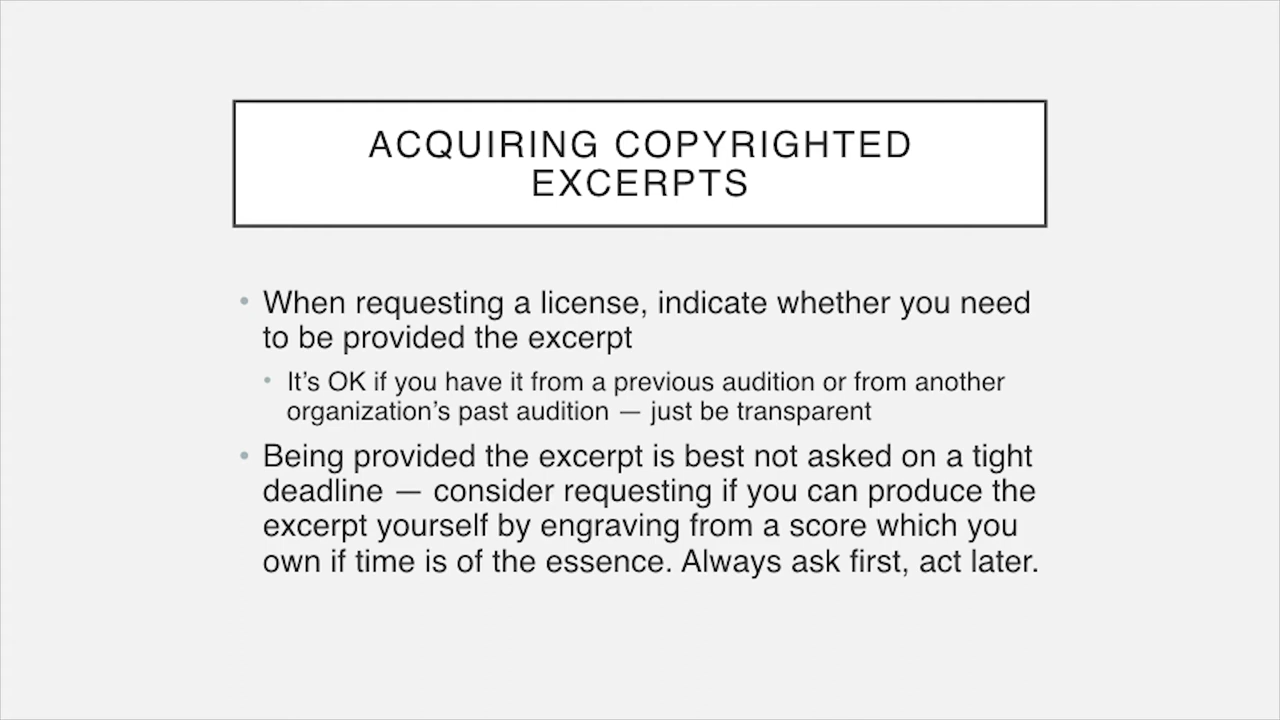 ACQUIRING COPYRIGHTED
EXCERPTS
• When requesting a license, indicate whether you need
to be provided the excerpt
• It’s OK if you have it from a previous audition or from another
organization’s past audition — just be transparent
• Being provided the excerpt is best not asked on a tight
deadline — consider requesting if you can produce the
excerpt yourself by engraving from a score which you
own if time is of the essence. Always ask first, act later.